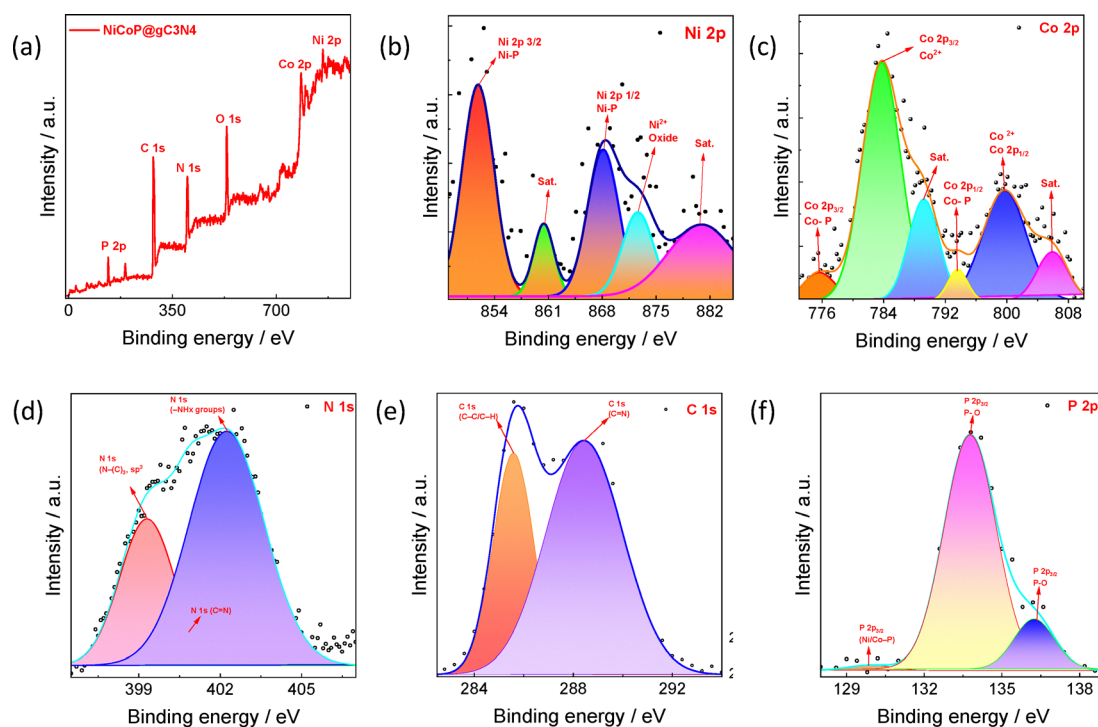 (a)
NiCoP@gC3N4
Ni 2p
Co 2p
O 1s
C 1s
N 1s
P 2p
Intensity / a.u.
0 350 700
Binding energy / eV
(b)
Ni 2p
Ni 2p 3/2
Ni-P
Ni 2p 1/2
Ni-P
Ni2+
Oxide
Sat.
Sat.
Intensity / a.u.
854 861 868 875 882
Binding energy / eV
(c)
Co 2p
Co 2p3/2
Co2+
Co 2+
Co 2p1/2
Sat.
Co 2p1/2
Co- P
Co 2p3/2
Co- P
Sat.
Intensity / a.u.
776 784 792 800 808
Binding energy / eV
(d)
N 1s
N 1s
(–NHx groups)
N 1s
(N–(C)3, sp3
N 1s (C=N)
Intensity / a.u.
399 402 405
Binding energy / eV
(e)
C 1s
C 1s
(C–C/C–H)
C 1s
(C=N)
2
2
Intensity / a.u.
284 288 292
Binding energy / eV
(f)
P 2p
P 2p3/2
P- O
P 2p3/2
P-O
(Ni/Co–P)
Intensity / a.u.
129 132 135 138
Binding energy / eV